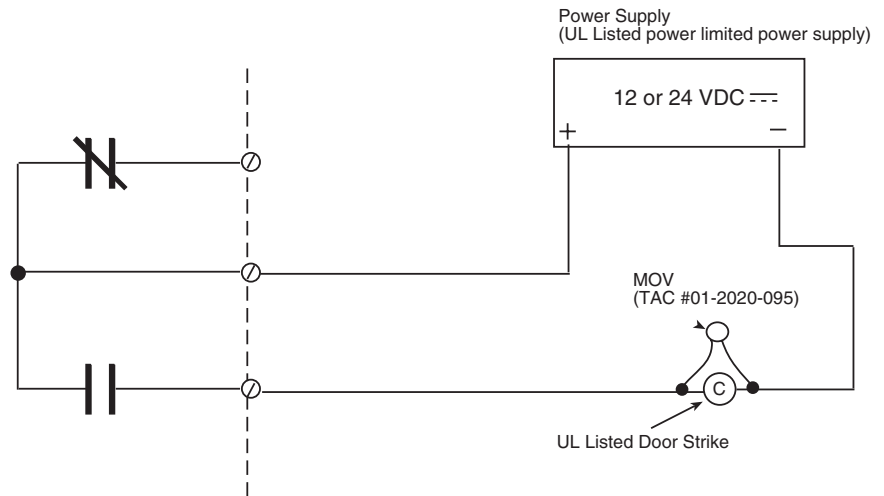 Power Supply
(UL Listed power limited power supply)
12 or 24 VDC
+ −
MOV
(TAC #01-2020-095)
C
UL Listed Door Strike